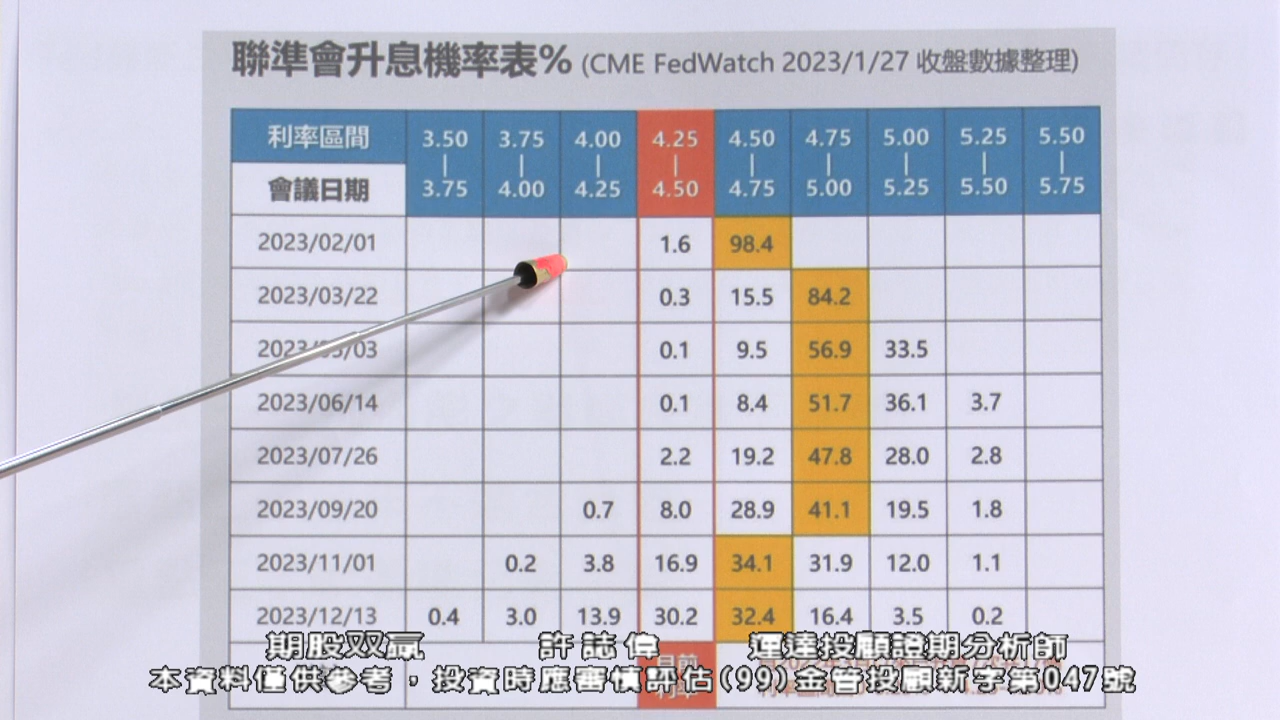 聯準會升息機率表% (CME FedWatch 2023/1/27 收盤數據整理)
利率區間 3.50 | 3.75 3.75 | 4.00 4.00 | 4.25 4.25 | 4.50 4.50 | 4.75 4.75 | 5.00 5.00 | 5.25 5.25 | 5.50 5.50 | 5.75
會議日期
2023/02/01 1.6 98.4
2023/03/22 0.3 15.5 84.2
2023/05/03 0.1 9.5 56.9 33.5
2023/06/14 0.1 8.4 51.7 36.1 3.7
2023/07/26 2.2 19.2 47.8 28.0 2.8
2023/09/20 0.7 8.0 28.9 41.1 19.5 1.8
2023/11/01 0.2 3.8 16.9 34.1 31.9 12.0 1.1
2023/12/13 0.4 3.0 13.9 30.2 32.4 16.4 3.5 0.2
期股双贏 許誌偉 運達投顧證期分析師
本資料僅供參考，投資時應審慎評估(99)金管投顧新字第047號